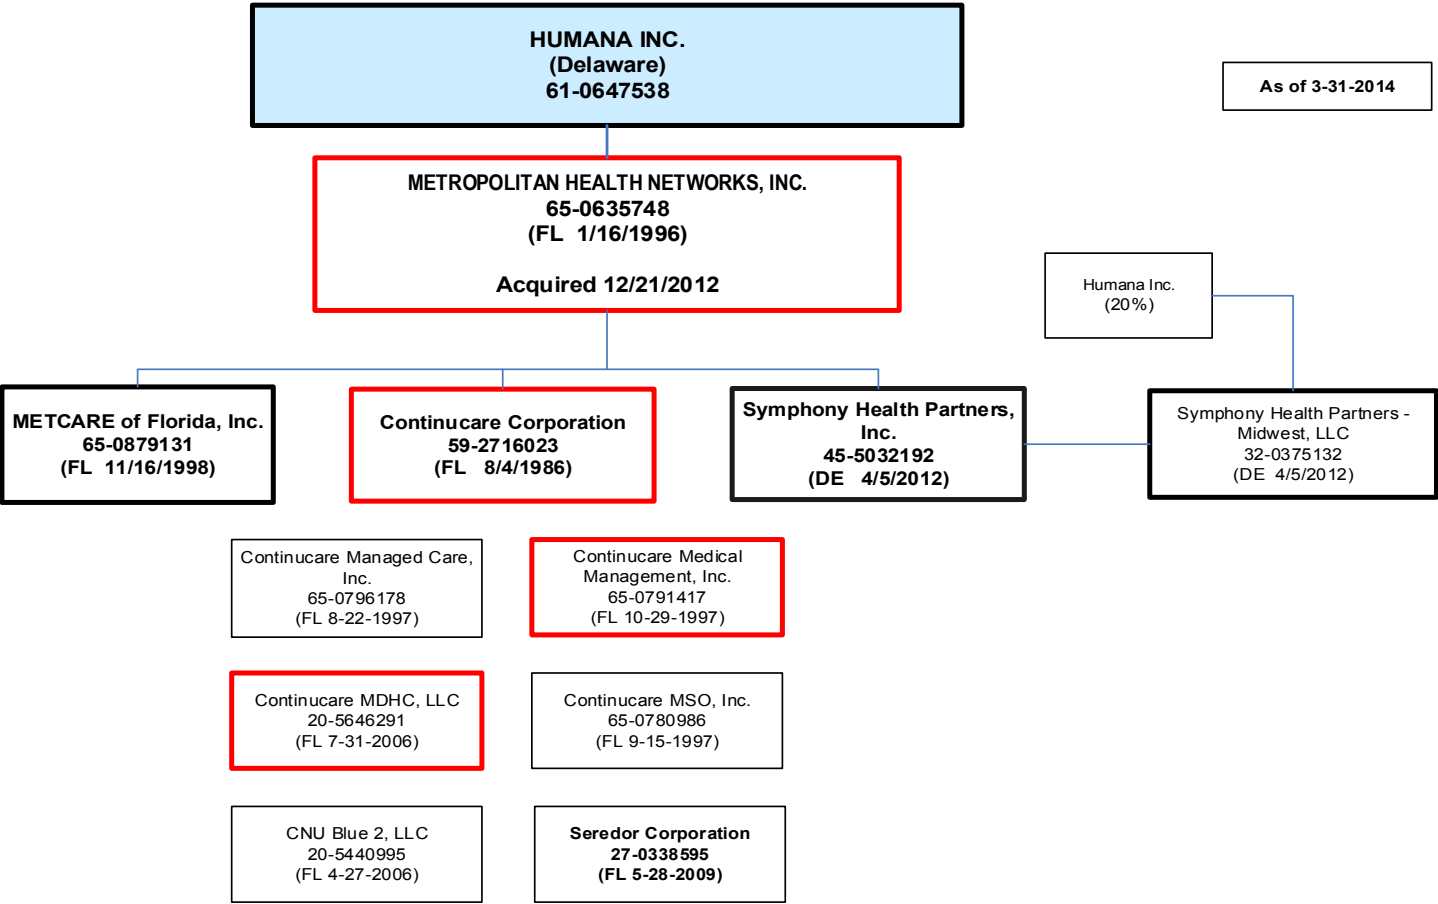 HUMANA INC.
(Delaware)
61-0647538
As of 3-31-2014
METROPOLITAN HEALTH NETWORKS, INC.
65-0635748
(FL 1/16/1996)
Acquired 12/21/2012
Humana Inc.
(20%)
METCARE of Florida, Inc.
65-0879131
(FL 11/16/1998)
Continucare Corporation
59-2716023
(FL 8/4/1986)
Symphony Health Partners,
Inc.
45-5032192
(DE 4/5/2012)
Symphony Health Partners -
Midwest, LLC
32-0375132
(DE 4/5/2012)
Continucare Managed Care,
Inc.
65-0796178
(FL 8-22-1997)
Continucare Medical
Management, Inc.
65-0791417
(FL 10-29-1997)
Continucare MDHC, LLC
20-5646291
(FL 7-31-2006)
Continucare MSO, Inc.
65-0780986
(FL 9-15-1997)
CNU Blue 2, LLC
20-5440995
(FL 4-27-2006)
Seredor Corporation
27-0338595
(FL 5-28-2009)